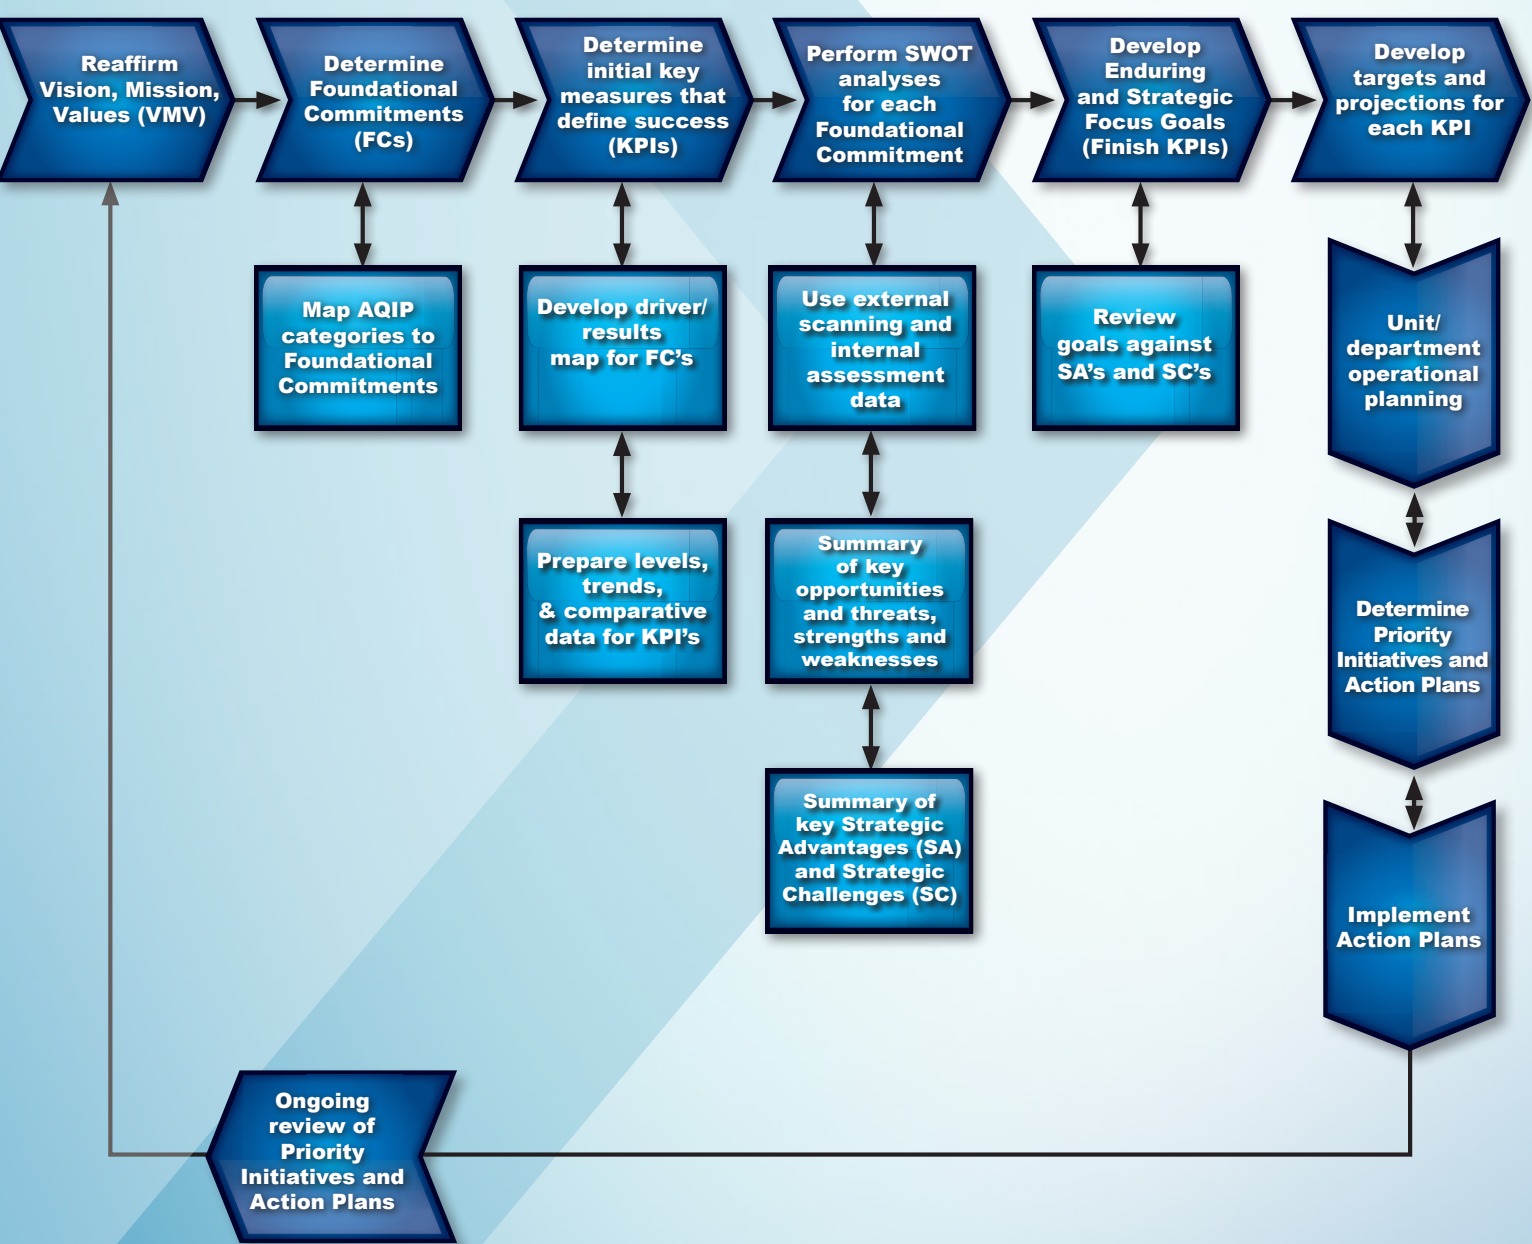 Reaffirm
Vision, Mission,
Values (VMV)
Determine
Foundational
Commitments
(FCs)
Determine
initial key
measures that
define success
(KPIs)
Perform SWOT
analyses
for each
Foundational
Commitment
Develop
Enduring
and Strategic
Focus Goals
(Finish KPIs)
Develop
targets and
projections for
each KPI
Map AQIP
categories to
Foundational
Commitments
Develop driver/
results
map for FC’s
Use external
scanning and
internal
assessment
data
Review
goals against
SA’s and SC’s
Unit/
department
operational
planning
Prepare levels,
trends,
& comparative
data for KPI’s
Summary
of key
opportunities
and threats,
strengths and
weaknesses
Determine
Priority
Initiatives and
Action Plans
Summary of
key Strategic
Advantages (SA)
and Strategic
Challenges (SC)
Implement
Action Plans
Ongoing
review of
Priority
Initiatives and
Action Plans